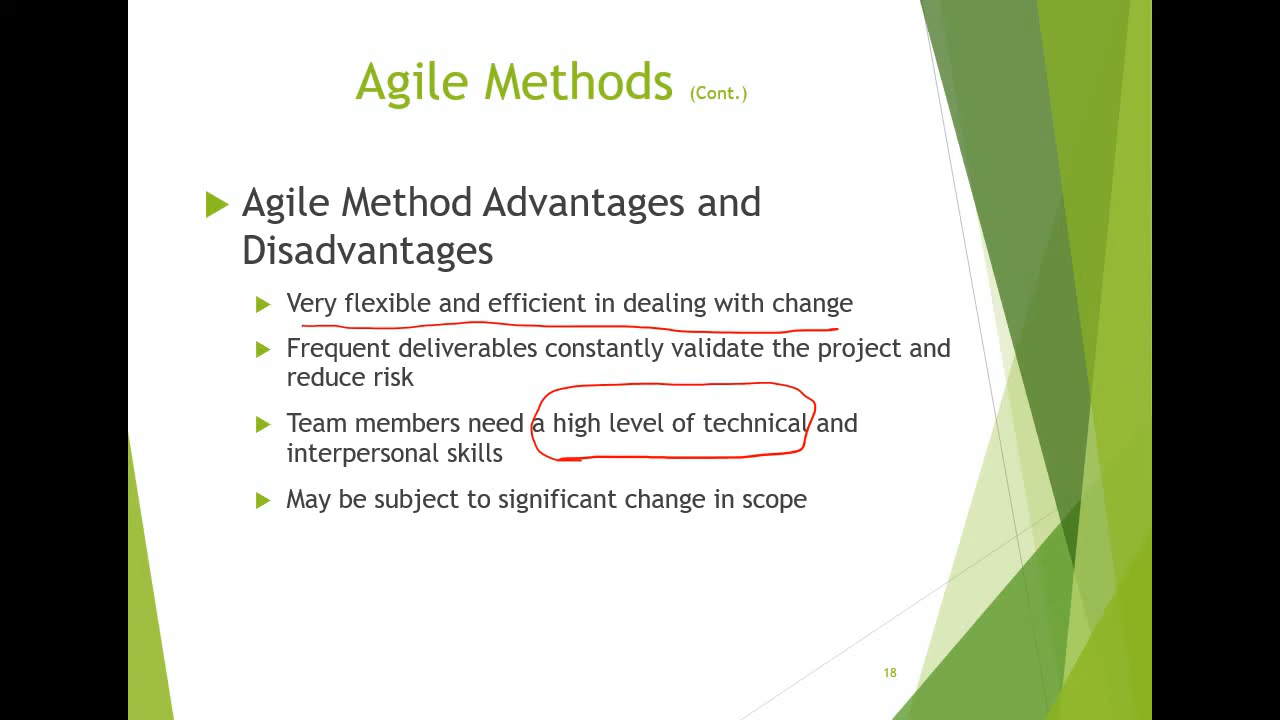 Agile Methods (Cont.)
Agile Method Advantages and
Disadvantages
Very flexible and efficient in dealing with change
Frequent deliverables constantly validate the project and
reduce risk
Team members need a high level of technical and
interpersonal skills
May be subject to significant change in scope
18